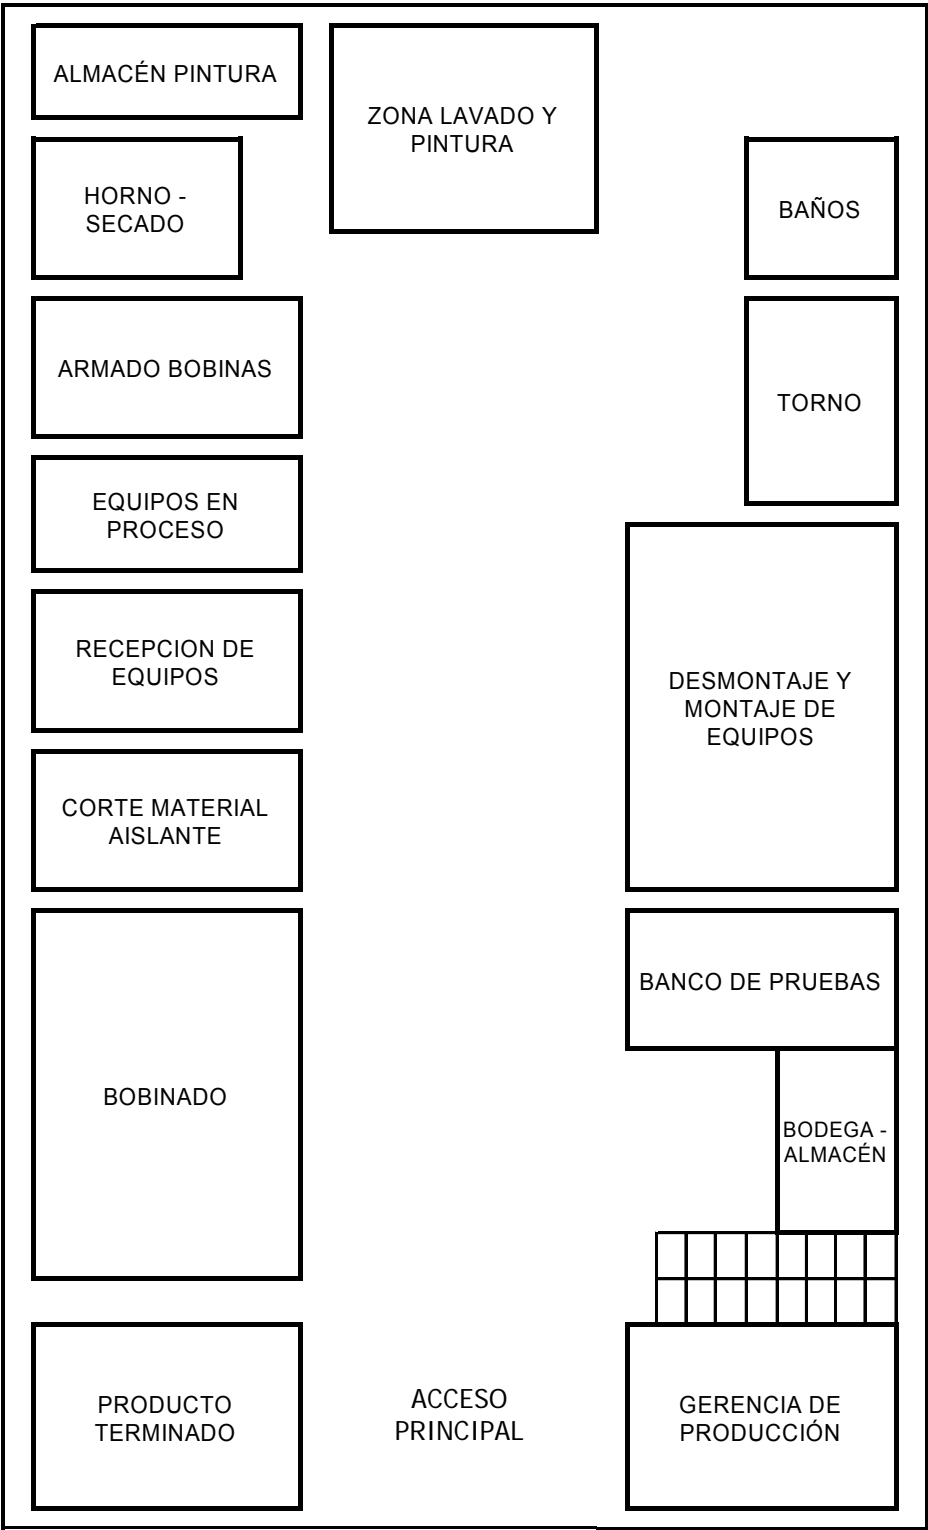 ALMACÉN PINTURA
ZONA LAVADO Y
PINTURA
HORNO -
SECADO
BAÑOS
ARMADO BOBINAS
TORNO
EQUIPOS EN
PROCESO
RECEPCION DE
EQUIPOS
DESMONTAJE Y
MONTAJE DE
EQUIPOS
CORTE MATERIAL
AISLANTE
BANCO DE PRUEBAS
BOBINADO
BODEGA -
ALMACÉN
PRODUCTO
TERMINADO
ACCESO
PRINCIPAL
GERENCIA DE
PRODUCCIÓN